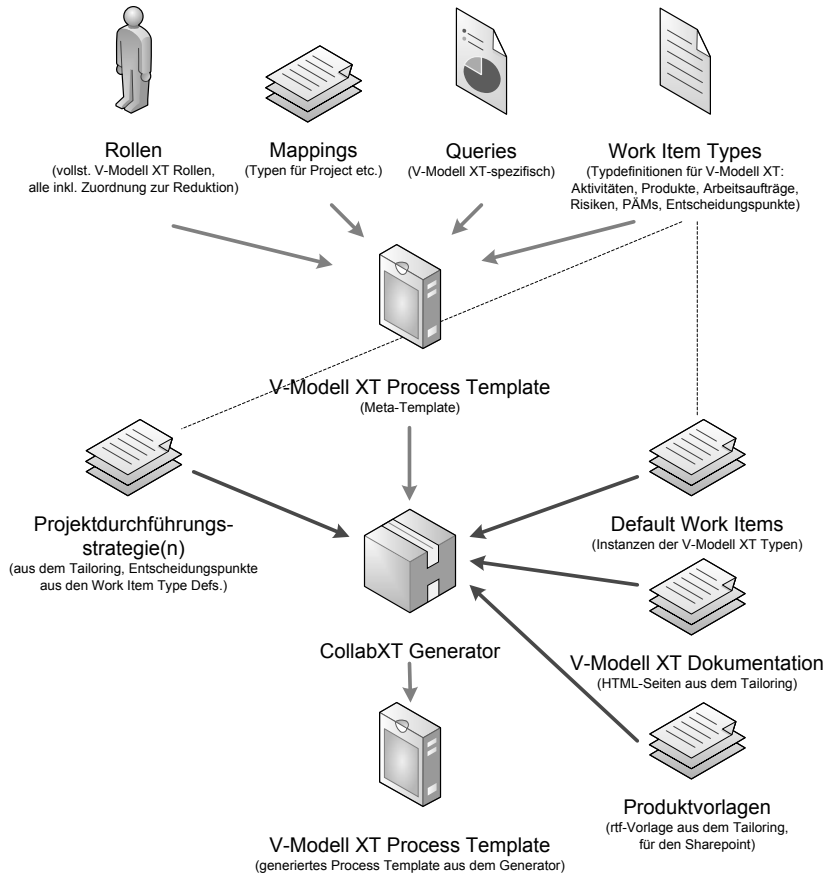 Rollen
(vollst. V-Modell XT Rollen,
alle inkl. Zuordnung zur Reduktion)
Mappings
(Typen für Project etc.)
Queries
(V-Modell XT-spezifisch)
Work Item Types
(Typdefinitionen für V-Modell XT:
Aktivitäten, Produkte, Arbeitsaufträge,
Risiken, PÄMs, Entscheidungspunkte)
V-Modell XT Process Template
(Meta-Template)
Projektdurchführungs-
strategie(n)
(aus dem Tailoring, Entscheidungspunkte
aus den Work Item Type Defs.)
Default Work Items
(Instanzen der V-Modell XT Typen)
CollabXT Generator
V-Modell XT Dokumentation
(HTML-Seiten aus dem Tailoring)
Produktvorlagen
(rtf-Vorlage aus dem Tailoring,
für den Sharepoint)
V-Modell XT Process Template
(generiertes Process Template aus dem Generator)